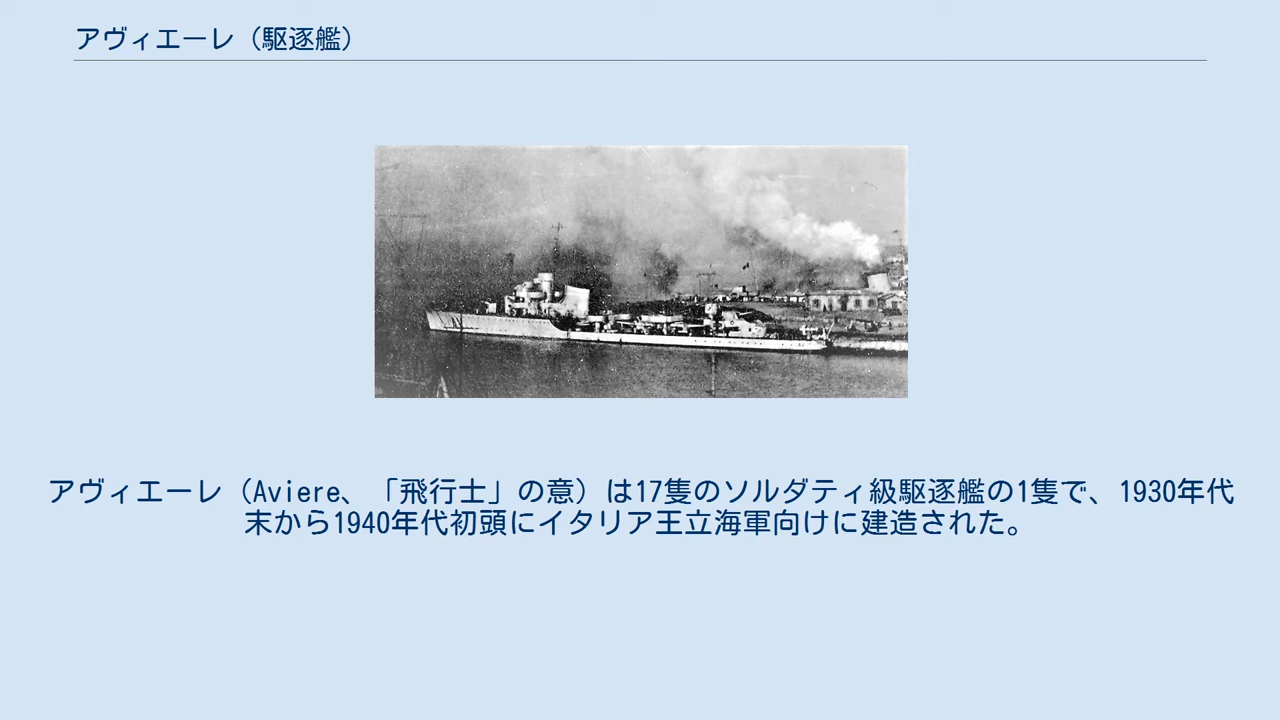 アヴィエーレ（駆逐艦）
アヴィエーレ（Aviere、「飛行士」の意）は17隻のソルダティ級駆逐艦の1隻で、1930年代
末から1940年代初頭にイタリア王立海軍向けに建造された。